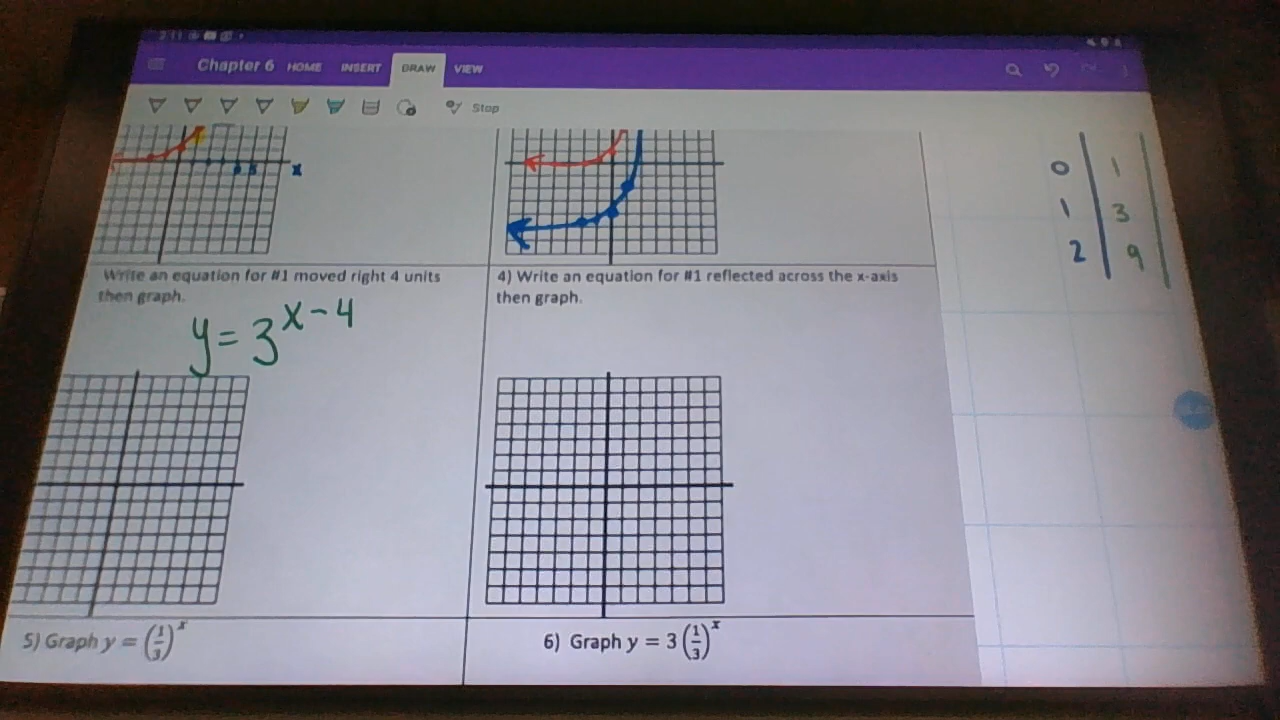 2:11
Chapter 6 HOME INSERT DRAW VIEW
Stop
x
0 1
1 3
2 9
Write an equation for #1 moved right 4 units
then graph.
y = 3^(x-4)
4) Write an equation for #1 reflected across the x-axis
then graph.
5) Graph y = (1/3)^x
6) Graph y = 3(1/3)^x